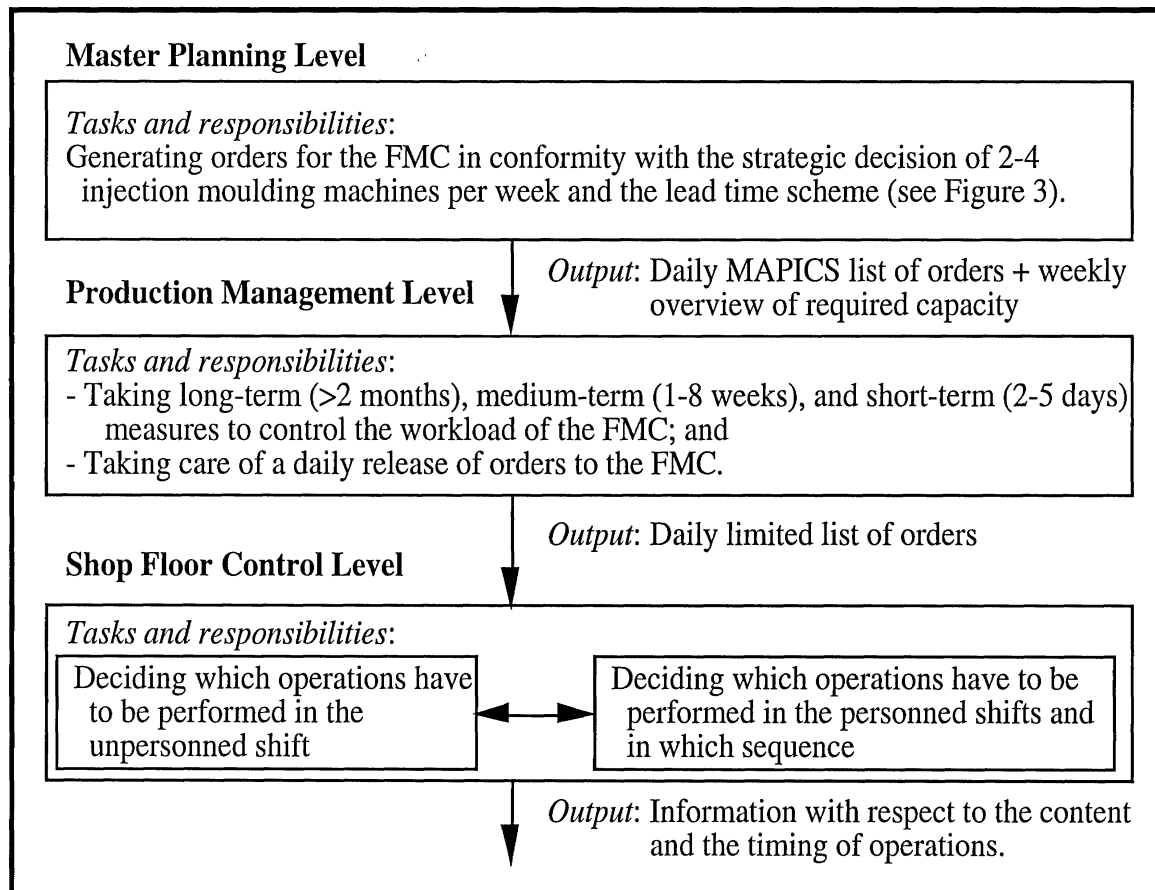 Master Planning Level
Tasks and responsibilities:
Generating orders for the FMC in conformity with the strategic decision of 2-4
injection moulding machines per week and the lead time scheme (see Figure 3).
Output: Daily MAPICS list of orders + weekly
overview of required capacity
Production Management Level
Tasks and responsibilities:
- Taking long-term (>2 months), medium-term (1-8 weeks), and short-term (2-5 days)
measures to control the workload of the FMC; and
- Taking care of a daily release of orders to the FMC.
Output: Daily limited list of orders
Shop Floor Control Level
Tasks and responsibilities:
Deciding which operations have
to be performed in the
unpersonned shift
Deciding which operations have to be
performed in the personned shifts and
in which sequence
Output: Information with respect to the content
and the timing of operations.